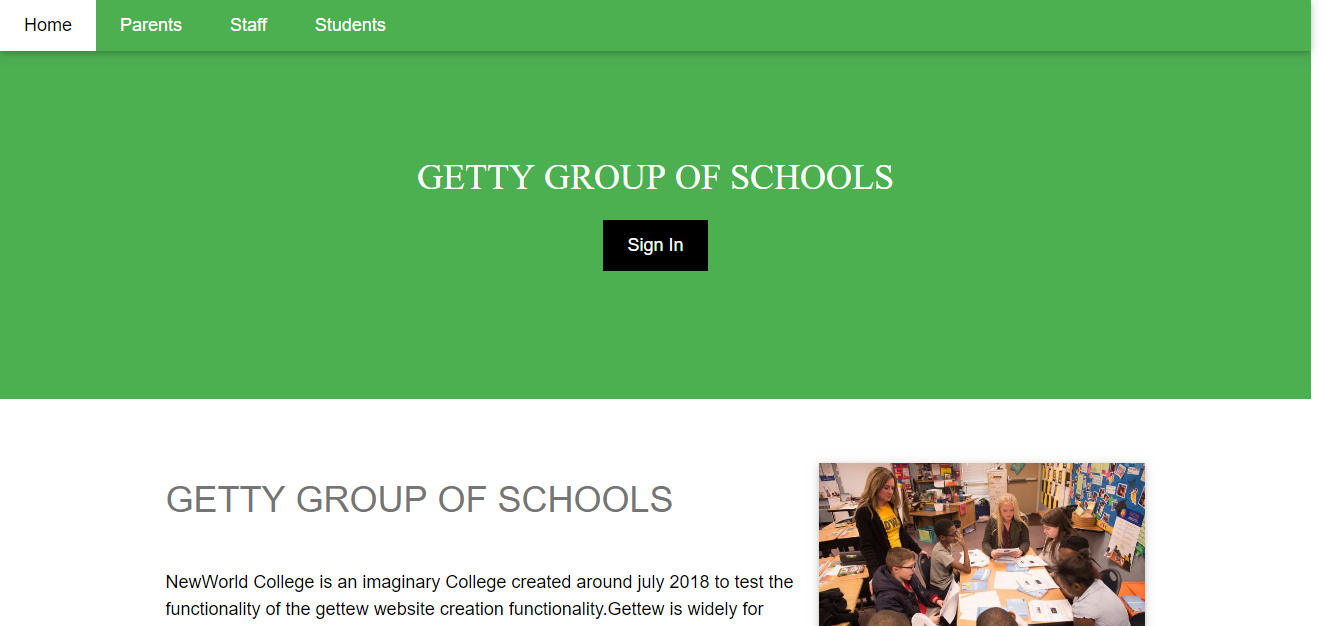 Home Parents Staff Students
GETTY GROUP OF SCHOOLS
Sign In
GETTY GROUP OF SCHOOLS
NewWorld College is an imaginary College created around july 2018 to test the
functionality of the gettew website creation functionality.Gettew is widely for